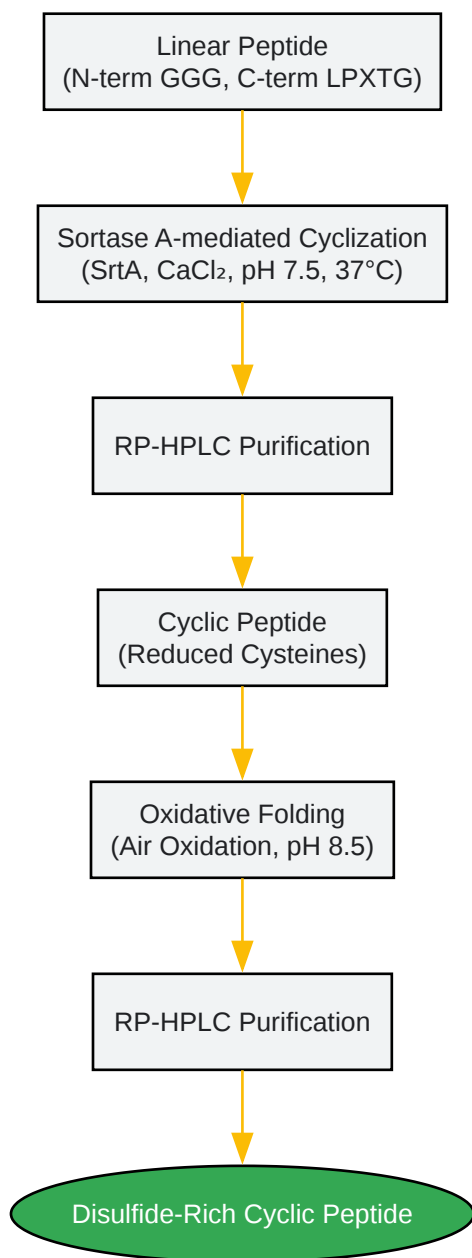 Linear Peptide
(N-term GGG, C-term LPXTG)
Sortase A-mediated Cyclization
(SrtA, CaCl₂, pH 7.5, 37°C)
RP-HPLC Purification
Cyclic Peptide
(Reduced Cysteines)
Oxidative Folding
(Air Oxidation, pH 8.5)
RP-HPLC Purification
Disulfide-Rich Cyclic Peptide